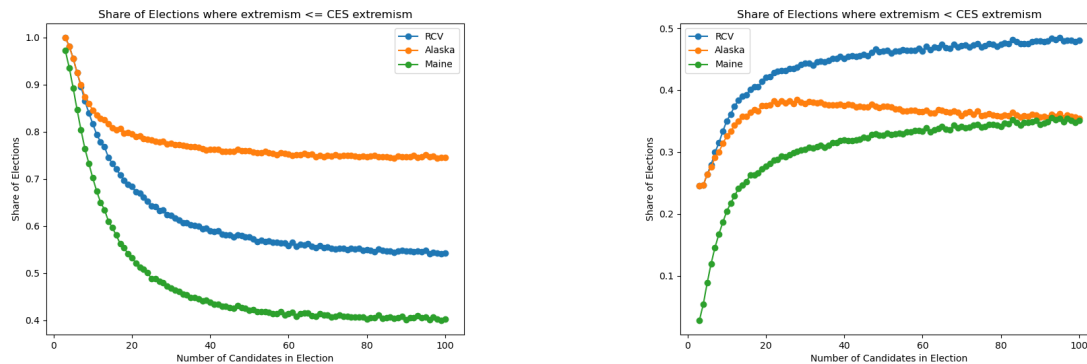 Share of Elections where extremism <= CES extremism
1.0
0.9
0.8
0.7
0.6
0.5
0.4
Share of Elections
RCV
Alaska
Maine
0
20
40
60
80
100
Number of Candidates in Election
Share of Elections where extremism < CES extremism
0.5
0.4
0.3
0.2
0.1
Share of Elections
RCV
Alaska
Maine
0
20
40
60
80
100
Number of Candidates in Election